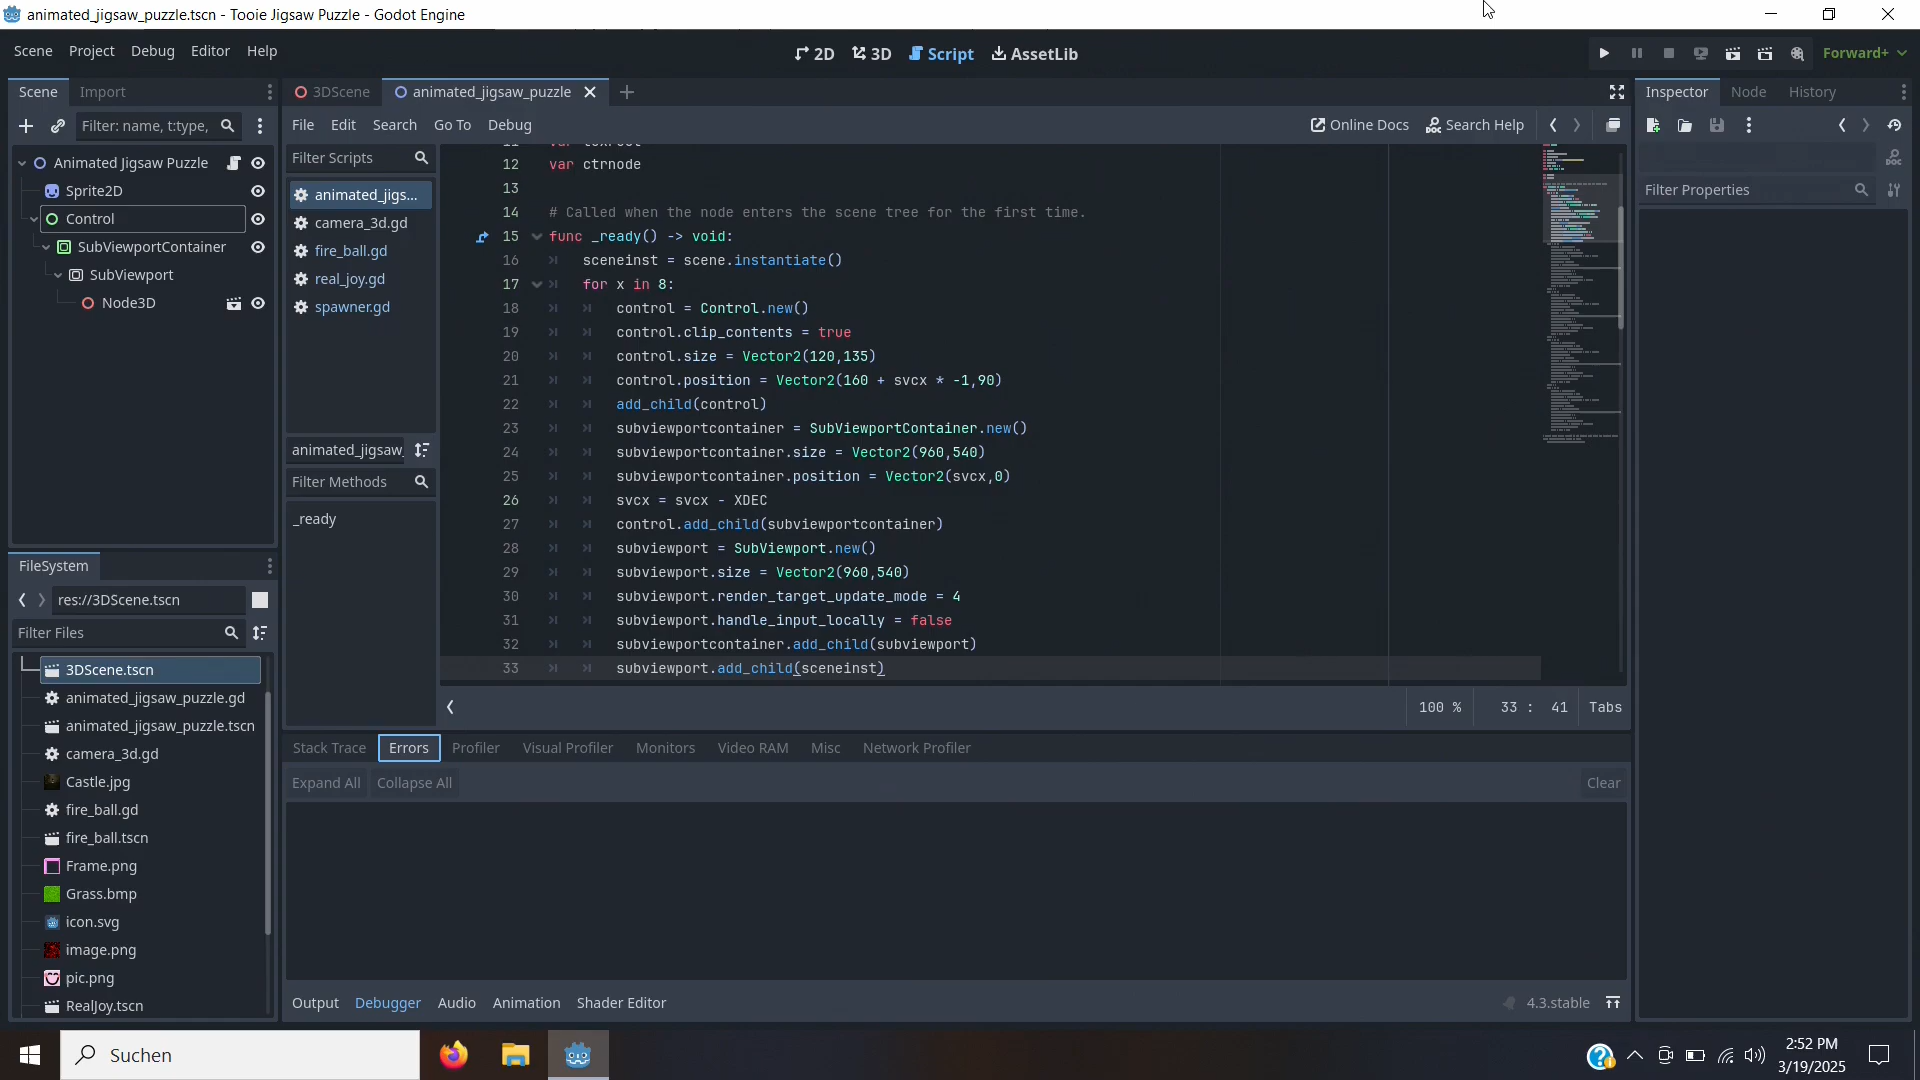 animated_jigsaw_puzzle.tscn - Tooie Jigsaw Puzzle - Godot Engine
Scene Project Debug Editor Help
2D 3D Script AssetLib
Forward+
Scene Import
3DScene animated_jigsaw_puzzle
Inspector Node History
Filter: name, t:type,
File Edit Search Go To Debug
Online Docs Search Help
Filter Scripts
Filter Properties
Animated Jigsaw Puzzle
Sprite2D
Control
SubViewportContainer
SubViewport
Node3D
animated_jigs...
camera_3d.gd
fire_ball.gd
real_joy.gd
spawner.gd
animated_jigsaw_
Filter Methods
_ready
12 var ctrnode
13
14 # Called when the node enters the scene tree for the first time.
15 func _ready() -> void:
16 sceneinst = scene.instantiate()
17 for x in 8:
18 control = Control.new()
19 control.clip_contents = true
20 control.size = Vector2(120,135)
21 control.position = Vector2(160 + svcx * -1,90)
22 add_child(control)
23 subviewportcontainer = SubViewportContainer.new()
24 subviewportcontainer.size = Vector2(960,540)
25 subviewportcontainer.position = Vector2(svcx,0)
26 svcx = svcx - XDEC
27 control.add_child(subviewportcontainer)
28 subviewport = SubViewport.new()
29 subviewport.size = Vector2(960,540)
30 subviewport.render_target_update_mode = 4
31 subviewport.handle_input_locally = false
32 subviewportcontainer.add_child(subviewport)
33 subviewport.add_child(sceneinst)
100 % 33 : 41 Tabs
FileSystem
res://3DScene.tscn
Filter Files
3DScene.tscn
animated_jigsaw_puzzle.gd
animated_jigsaw_puzzle.tscn
camera_3d.gd
Castle.jpg
fire_ball.gd
fire_ball.tscn
Frame.png
Grass.bmp
icon.svg
image.png
pic.png
RealJoy.tscn
Stack Trace Errors Profiler Visual Profiler Monitors Video RAM Misc Network Profiler
Expand All Collapse All Clear
Output Debugger Audio Animation Shader Editor
4.3.stable
Suchen
2:52 PM
3/19/2025